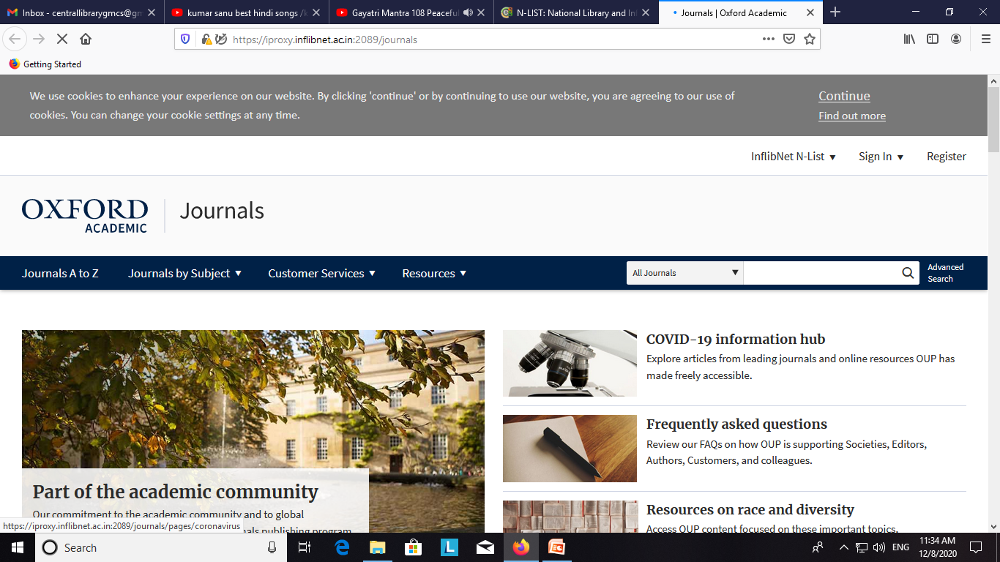 Inbox - centrallibrarygmcs@gm
kumar sanu best hindi songs /k
Gayatri Mantra 108 Peaceful
N-LIST: National Library and Inf
Journals | Oxford Academic
https://iproxy.inflibnet.ac.in:2089/journals
Getting Started
We use cookies to enhance your experience on our website. By clicking 'continue' or by continuing to use our website, you are agreeing to our use of
cookies. You can change your cookie settings at any time.
Continue
Find out more
InflibNet N-List
Sign In
Register
OXFORD
ACADEMIC
Journals
Journals A to Z
Journals by Subject
Customer Services
Resources
All Journals
Advanced
Search
Part of the academic community
Our commitment to the academic community and to global
nals publishing program
COVID-19 information hub
Explore articles from leading journals and online resources OUP has
made freely accessible.
Frequently asked questions
Review our FAQs on how OUP is supporting Societies, Editors,
Authors, Customers, and colleagues.
Resources on race and diversity
Access OUP content focused on these important topics.
https://iproxy.inflibnet.ac.in:2089/journals/pages/coronavirus
Search
ENG
11:34 AM
12/8/2020